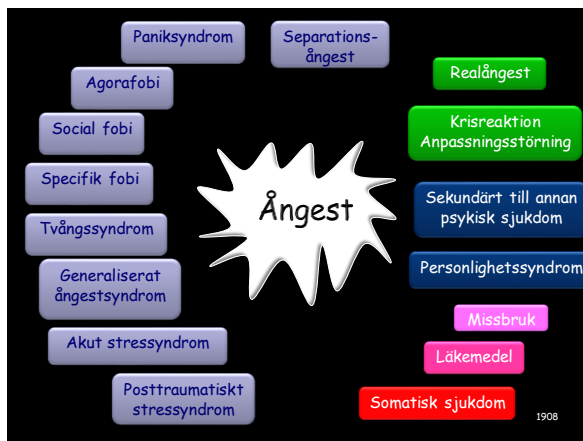 Paniksyndrom
Separations-
ångest
Agorafobi
Social fobi
Specifik fobi
Tvångssyndrom
Generaliserat
ångestsyndrom
Akut stressyndrom
Posttraumatiskt
stressyndrom
Ångest
Realångest
Krisreaktion
Anpassningsstörning
Sekundärt till annan
psykisk sjukdom
Personlighetssyndrom
Missbruk
Läkemedel
Somatisk sjukdom
1908